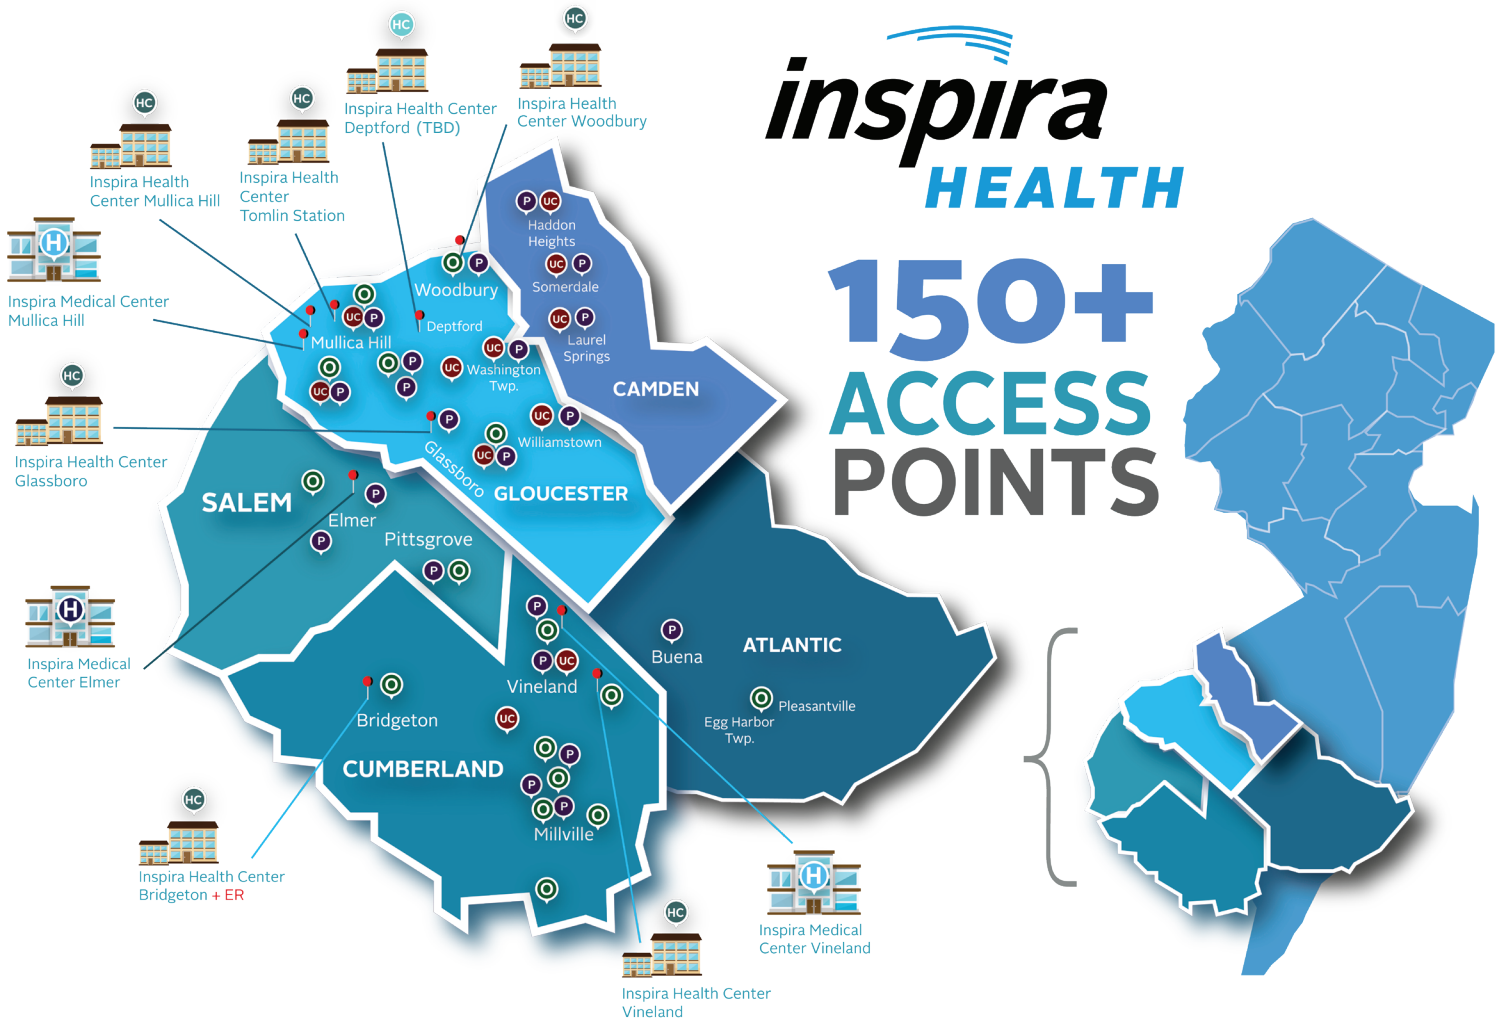 HC
Inspira Health Center
Deptford (TBD)
HC
Inspira Health
Center Woodbury
HC
Inspira Health
Center Mullica Hill
HC
Inspira Health
Center
Tomlin Station
H
Inspira Medical Center
Mullica Hill
HC
Inspira Health Center
Glassboro
H
Inspira Medical
Center Elmer
HC
Inspira Health Center
Bridgeton + ER
HC
Inspira Health Center
Vineland
H
Inspira Medical
Center Vineland
inspira
HEALTH
150+
ACCESS
POINTS
P UC
Haddon
Heights
UC P
Somerdale
UC P
Laurel
Springs
CAMDEN
O P
Woodbury
Deptford
O
UC P
Mullica Hill
O
UC P
O P
P
UC
UC P
Washington
Twp.
UC P
Williamstown
P
Glassboro
O
UC P
GLOUCESTER
SALEM
O
P
Elmer
P
Pittsgrove
P O
P
O
P UC
Vineland
O
UC
O
Bridgeton
CUMBERLAND
O P
P O
O P O
Millville
O
P
Buena
ATLANTIC
O
Pleasantville
Egg Harbor
Twp.